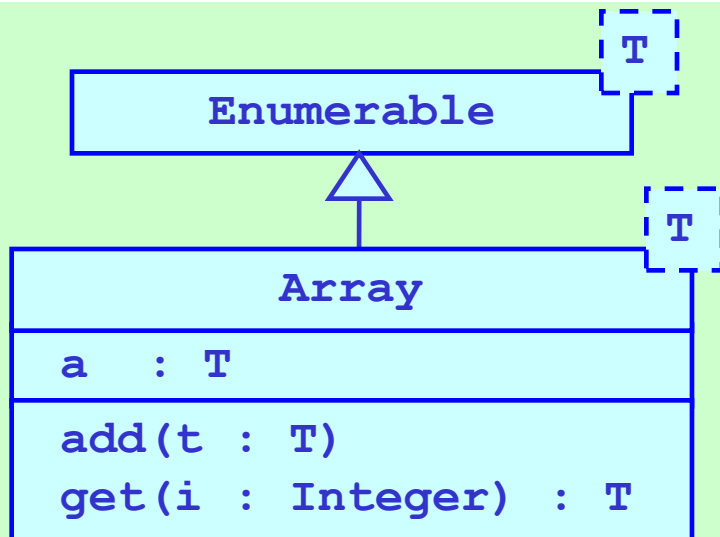 T
Enumerable
T
Array
a : T
add(t : T)
get(i : Integer) : T